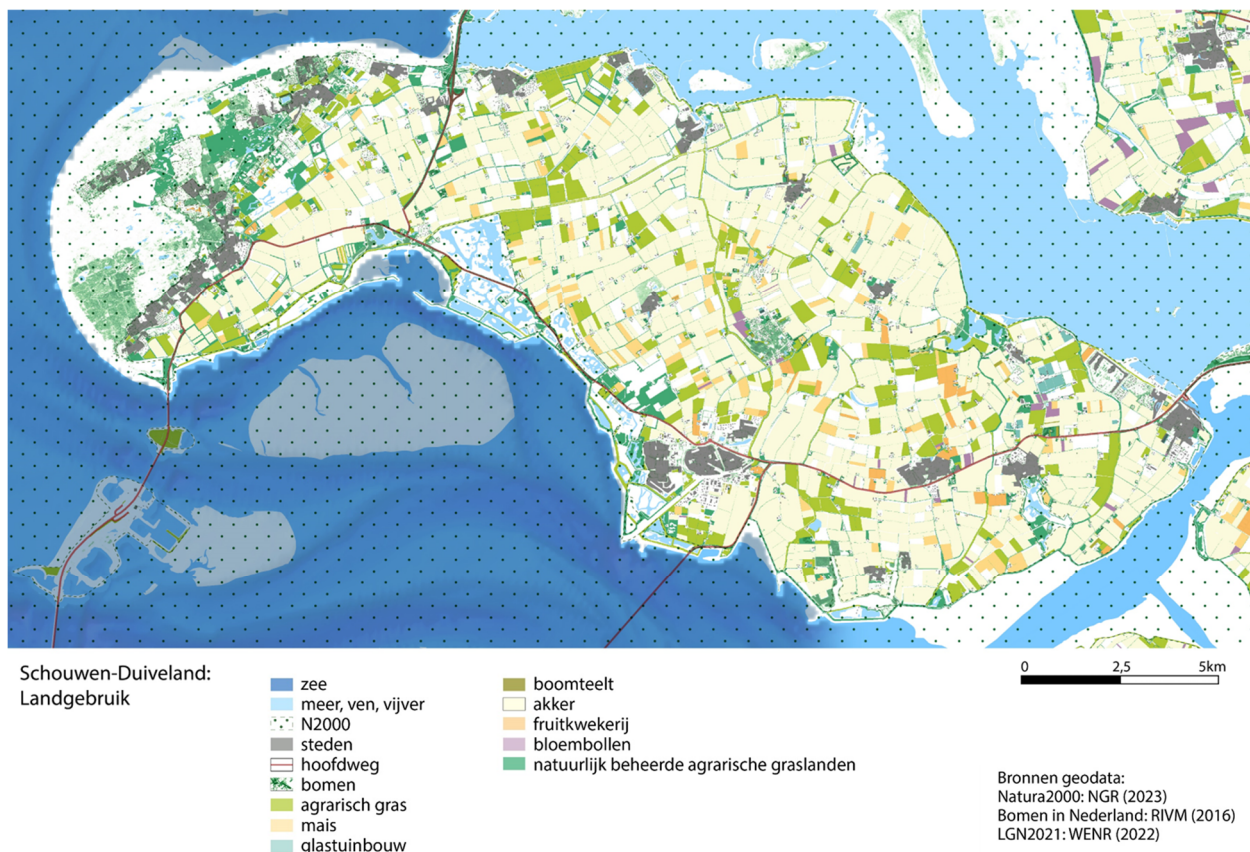 Schouwen-Duiveland:
Landgebruik
zee
meer, ven, vijver
N2000
steden
hoofdweg
bomen
agrarisch gras
mais
glastuinbouw
boomteelt
akker
fruitkwekerij
bloembollen
natuurlijk beheerde agrarische graslanden
0 2,5 5km
Bronnen geodata:
Natura2000: NGR (2023)
Bomen in Nederland: RIVM (2016)
LGN2021: WENR (2022)